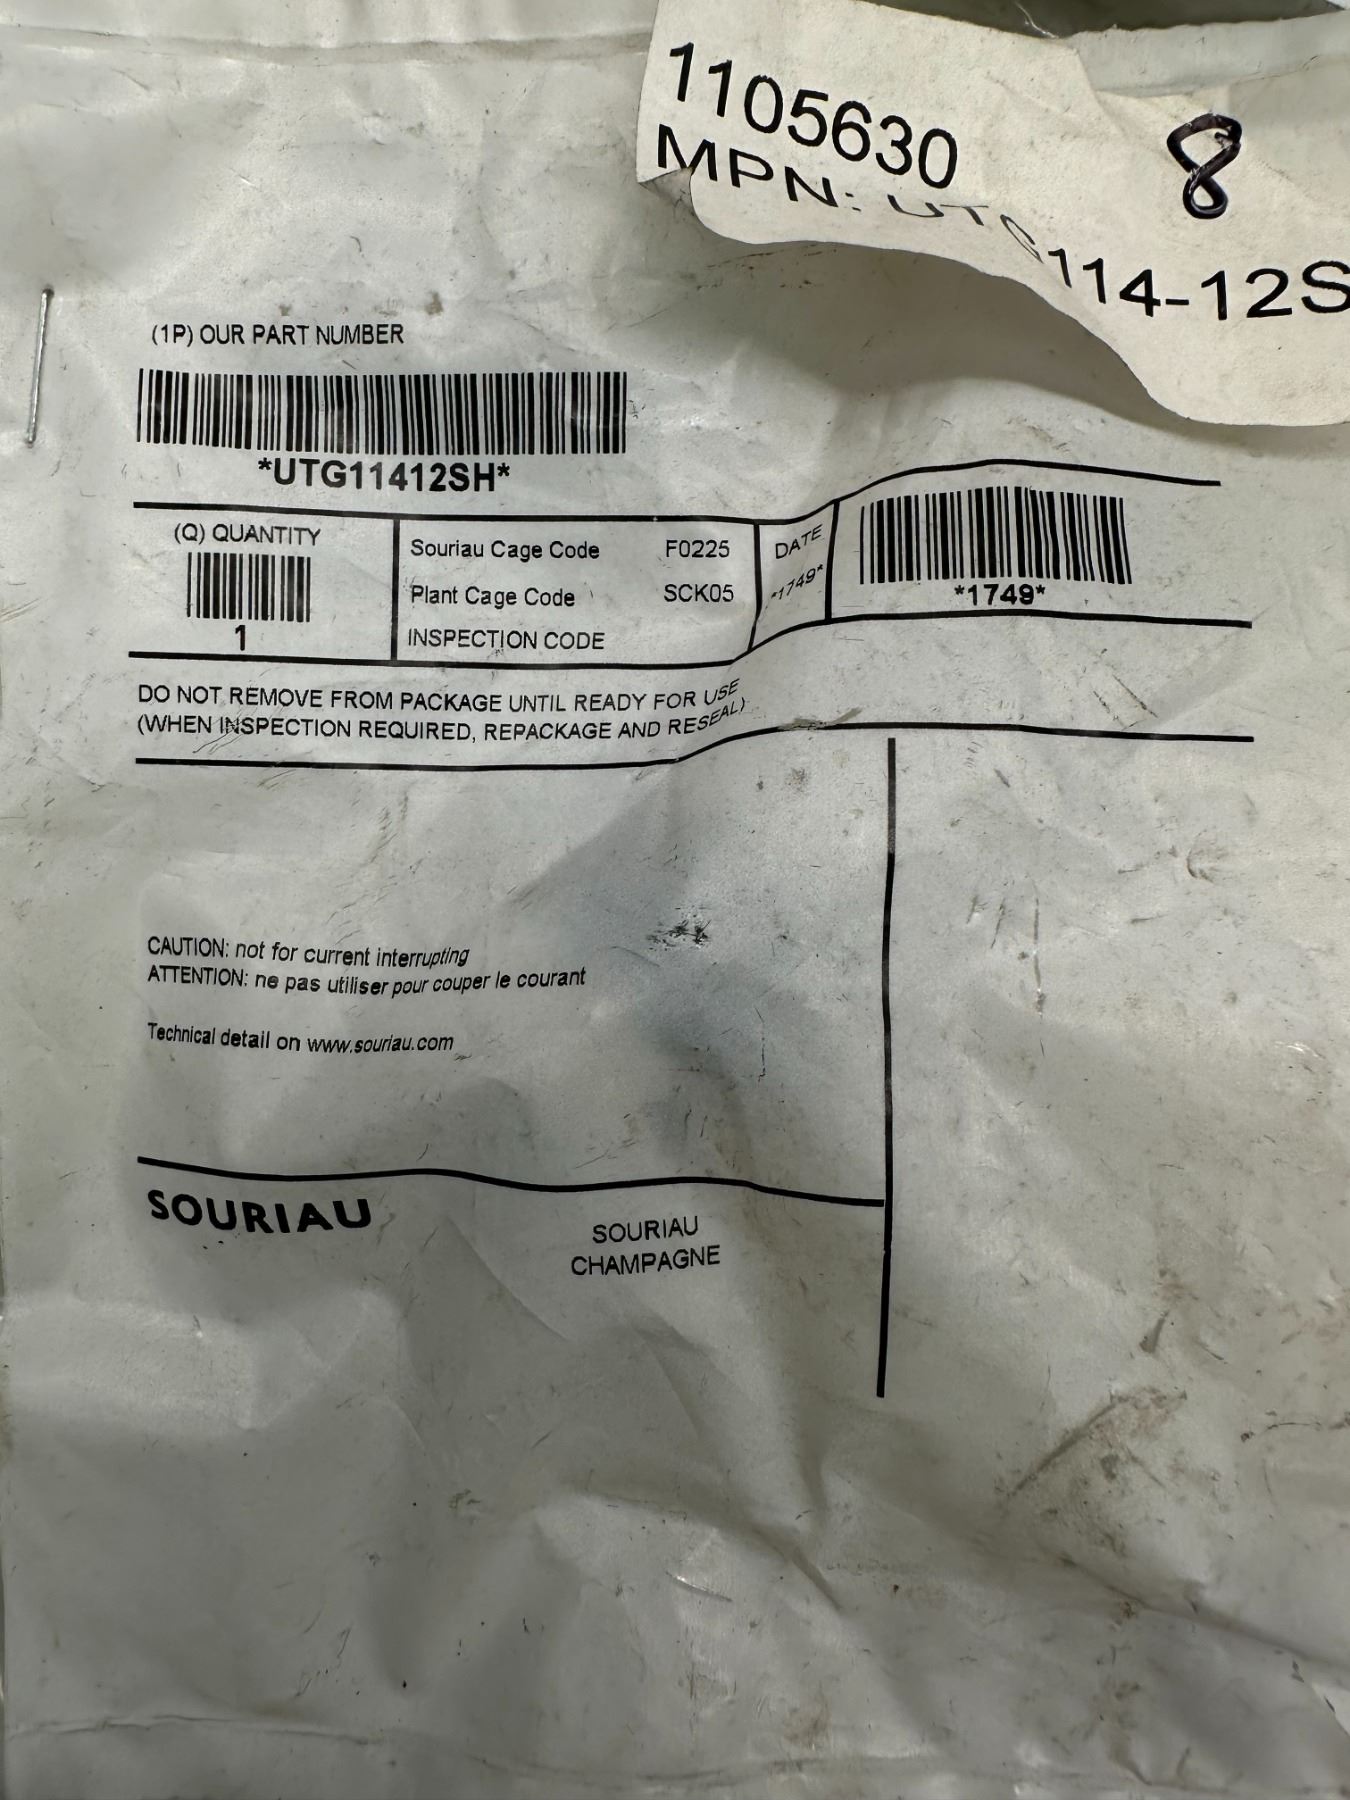 1105630
8
MPN: UTG114-12S
(1P) OUR PART NUMBER
*UTG11412SH*
(Q) QUANTITY
1
Souriau Cage Code F0225
Plant Cage Code SCK05
INSPECTION CODE
DATE
*1749*
*1749*
DO NOT REMOVE FROM PACKAGE UNTIL READY FOR USE
(WHEN INSPECTION REQUIRED, REPACKAGE AND RESEAL)
CAUTION: not for current interrupting
ATTENTION: ne pas utiliser pour couper le courant
Technical detail on www.souriau.com
SOURIAU
SOURIAU
CHAMPAGNE